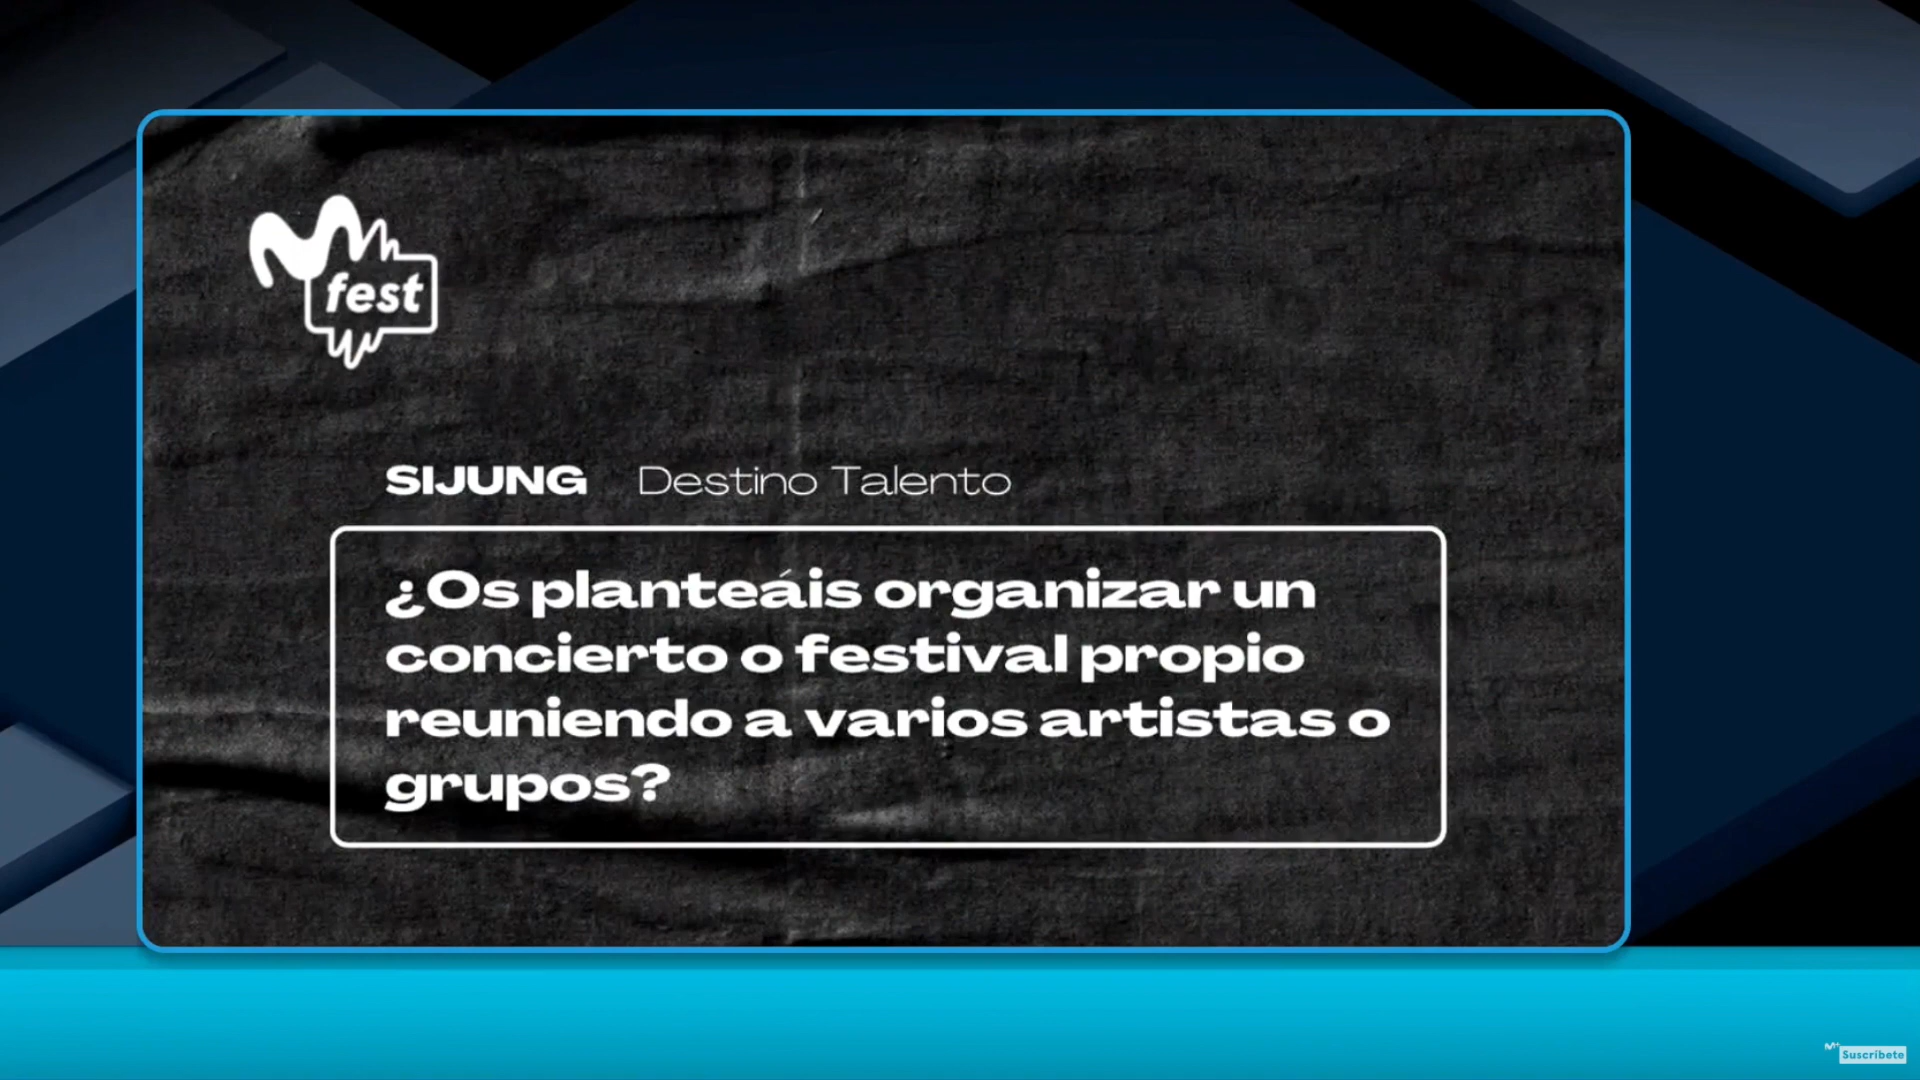 fest
SIJUNG Destino Talento
¿Os planteáis organizar un
concierto o festival propio
reuniendo a varios artistas o
grupos?
M+
Suscríbete